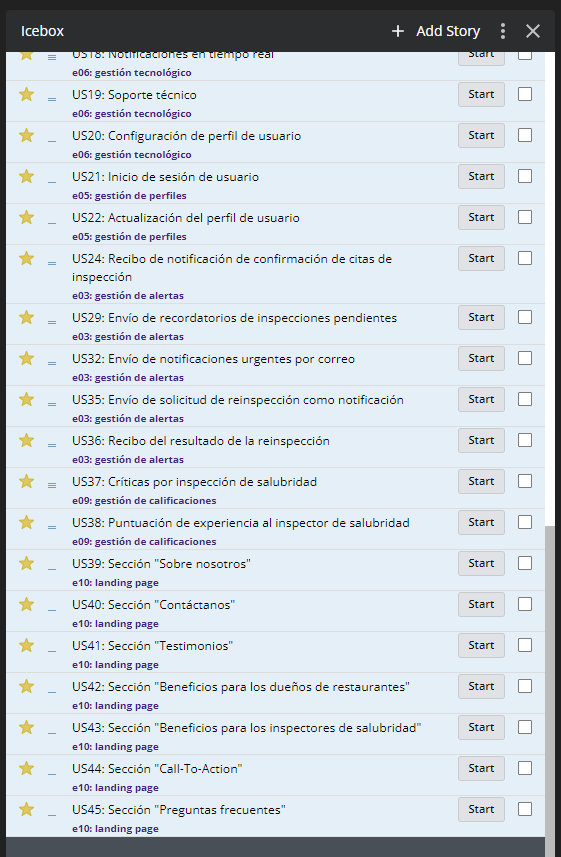 Icebox
+ Add Story
US18: Notificaciones en tiempo real
Start
e06: gestión tecnológico
US19: Soporte técnico
Start
e06: gestión tecnológico
US20: Configuración de perfil de usuario
Start
e06: gestión tecnológico
US21: Inicio de sesión de usuario
Start
e05: gestión de perfiles
US22: Actualización del perfil de usuario
Start
e05: gestión de perfiles
US24: Recibo de notificación de confirmación de citas de
inspección
Start
e03: gestión de alertas
US29: Envío de recordatorios de inspecciones pendientes
Start
e03: gestión de alertas
US32: Envío de notificaciones urgentes por correo
Start
e03: gestión de alertas
US35: Envío de solicitud de reinspección como notificación
Start
e03: gestión de alertas
US36: Recibo del resultado de la reinspección
Start
e03: gestión de alertas
US37: Críticas por inspección de salubridad
Start
e09: gestión de calificaciones
US38: Puntuación de experiencia al inspector de salubridad
Start
e09: gestión de calificaciones
US39: Sección "Sobre nosotros"
Start
e10: landing page
US40: Sección "Contáctanos"
Start
e10: landing page
US41: Sección "Testimonios"
Start
e10: landing page
US42: Sección "Beneficios para los dueños de restaurantes"
Start
e10: landing page
US43: Sección "Beneficios para los inspectores de salubridad"
Start
e10: landing page
US44: Sección "Call-To-Action"
Start
e10: landing page
US45: Sección "Preguntas frecuentes"
Start
e10: landing page